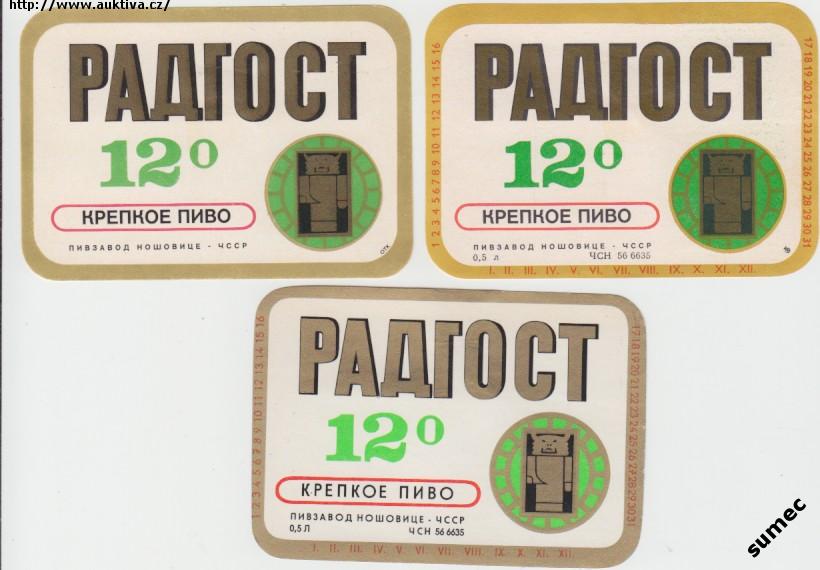 http://www.auktiva.cz/
РАДГОСТ
12⁰
КРЕПКОЕ ПИВО
ПИВЗАВОД НОШОВИЦЕ - ЧССР
ОТК
РАДГОСТ
12⁰
КРЕПКОЕ ПИВО
ПИВЗАВОД НОШОВИЦЕ - ЧССР
0,5 л ЧСН 56 6635
1 2 3 4 5 6 7 8 9 10 11 12 13 14 15 16
17 18 19 20 21 22 23 24 25 26 27 28 29 30 31
I. II. III. IV. V. VI. VII. VIII. IX. X. XI. XII.
РАДГОСТ
12⁰
КРЕПКОЕ ПИВО
ПИВЗАВОД НОШОВИЦЕ - ЧССР
0,5 Л ЧСН 56 6635
1 2 3 4 5 6 7 8 9 10 11 12 13 14 15 16
17 18 19 20 21 22 23 24 25 26 27 28 29 30 31
I. II. III. IV. V. VI. VII. VIII. IX. X. XI. XII.
sumec